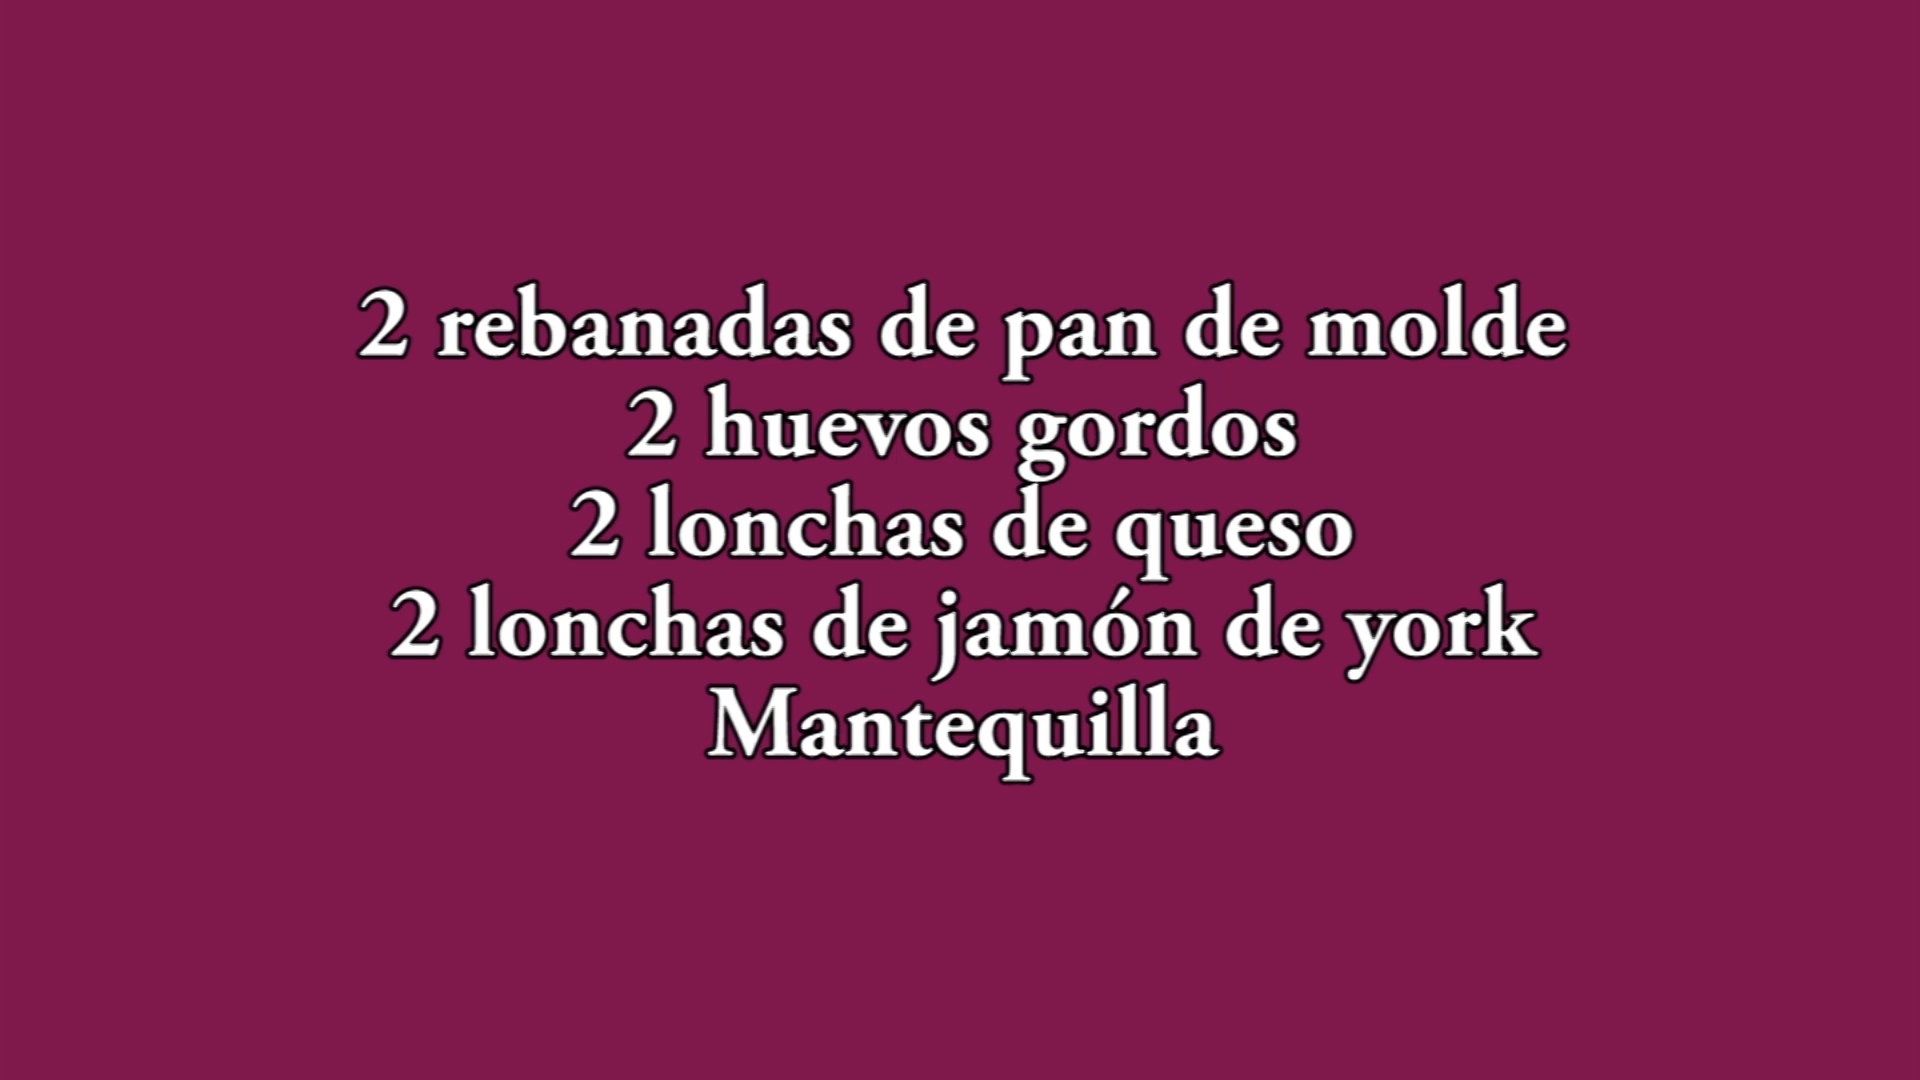 2 rebanadas de pan de molde
2 huevos gordos
2 lonchas de queso
2 lonchas de jamón de york
Mantequilla